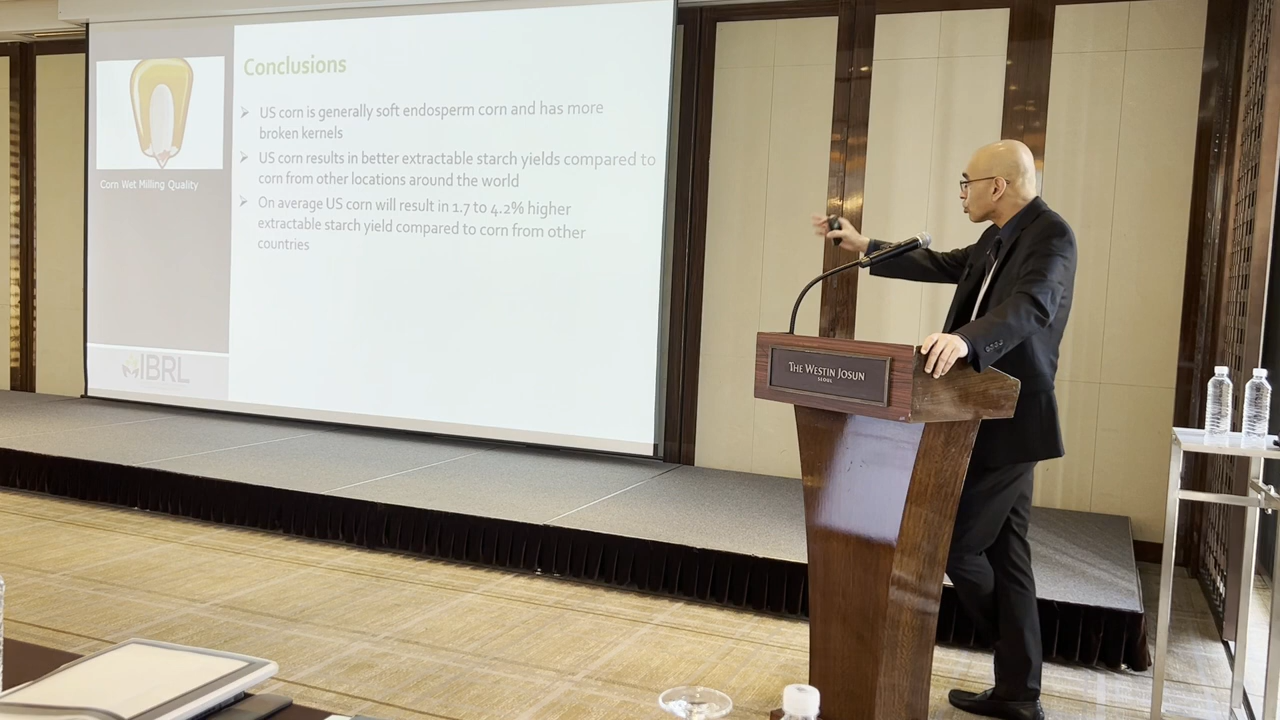 Conclusions
➢ US corn is generally soft endosperm corn and has more
broken kernels
➢ US corn results in better extractable starch yields compared to
corn from other locations around the world
➢ On average US corn will result in 1.7 to 4.2% higher
extractable starch yield compared to corn from other
countries
Corn Wet Milling Quality
IBRL
THE WESTIN JOSUN
SEOUL